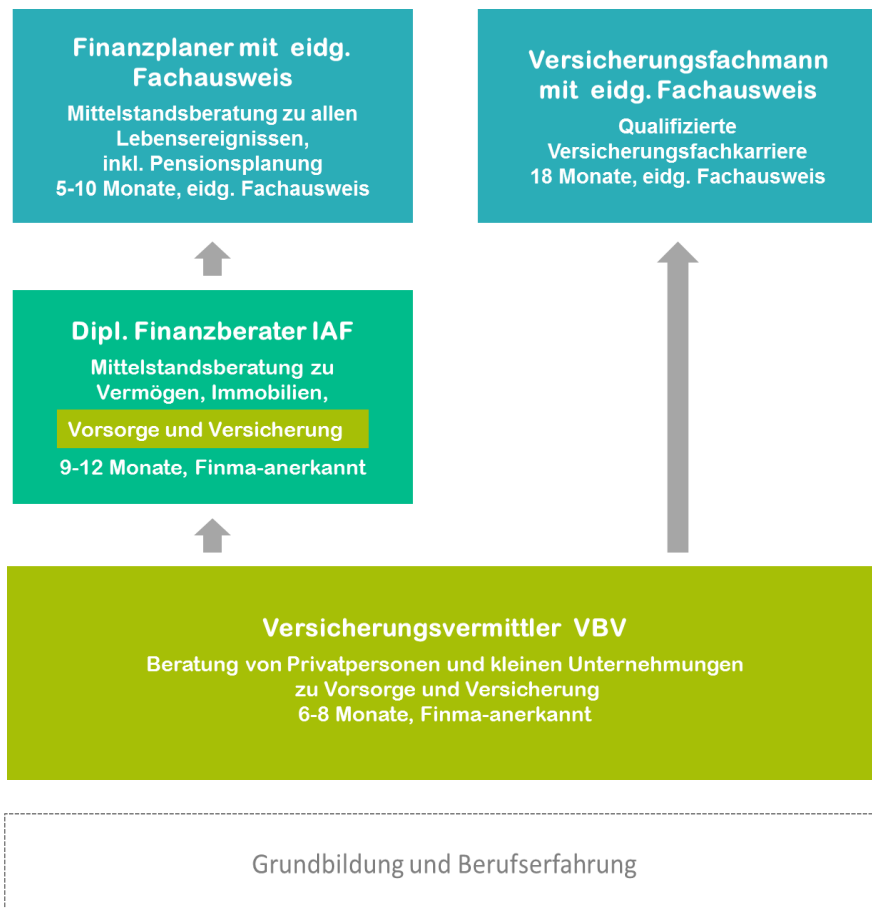 Finanzplaner mit eidg.
Fachausweis
Mittelstandsberatung zu allen
Lebensereignissen,
inkl. Pensionsplanung
5-10 Monate, eidg. Fachausweis
Versicherungsfachmann
mit eidg. Fachausweis
Qualifizierte
Versicherungsfachkarriere
18 Monate, eidg. Fachausweis
Dipl. Finanzberater IAF
Mittelstandsberatung zu
Vermögen, Immobilien,
Vorsorge und Versicherung
9-12 Monate, Finma-anerkannt
Versicherungsvermittler VBV
Beratung von Privatpersonen und kleinen Unternehmungen
zu Vorsorge und Versicherung
6-8 Monate, Finma-anerkannt
Grundbildung und Berufserfahrung